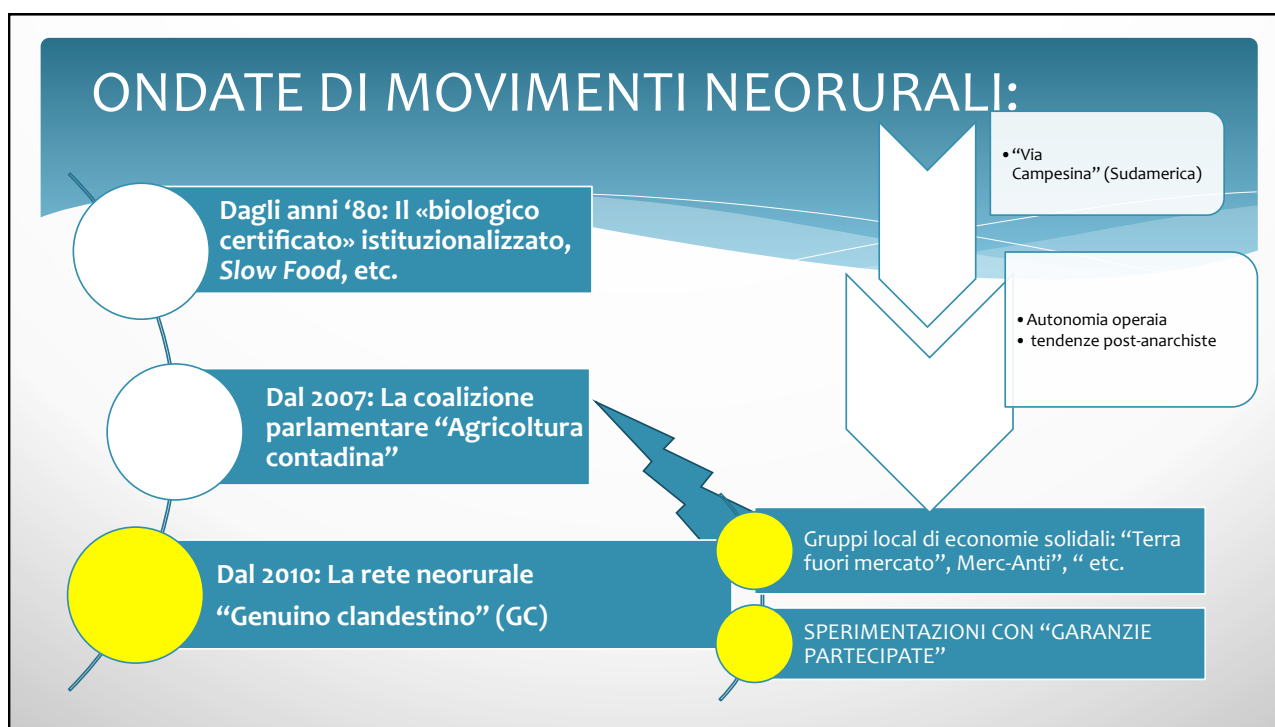 ONDATE DI MOVIMENTI NEORURALI:
• “Via
Campesina” (Sudamerica)
Dagli anni ‘80: Il «biologico
certificato» istituzionalizzato,
Slow Food, etc.
• Autonomia operaia
• tendenze post-anarchiste
Dal 2007: La coalizione
parlamentare “Agricoltura
contadina”
Dal 2010: La rete neorurale
“Genuino clandestino” (GC)
Gruppi local di economie solidali: “Terra
fuori mercato”, Merc-Anti”, “ etc.
SPERIMENTAZIONI CON “GARANZIE
PARTECIPATE”